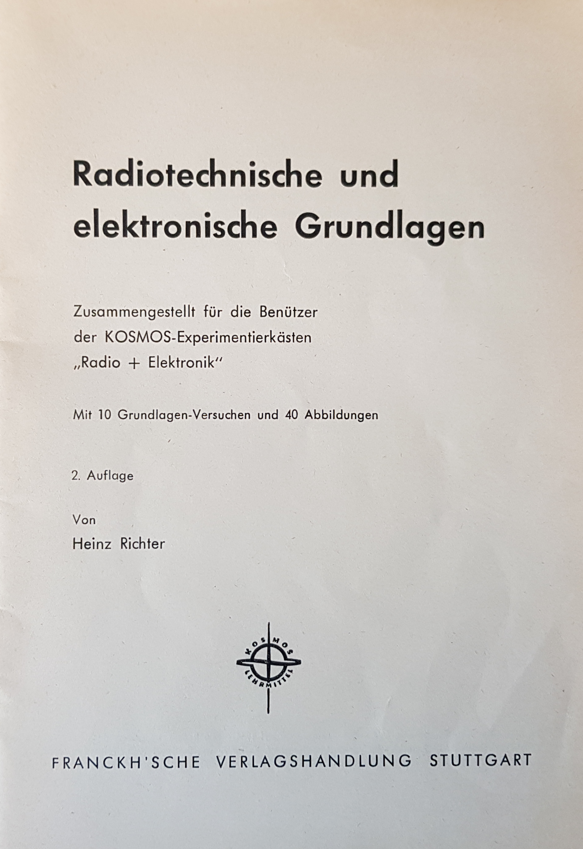 Radiotechnische und
elektronische Grundlagen
Zusammengestellt für die Benützer
der KOSMOS-Experimentierkästen
„Radio + Elektronik“
Mit 10 Grundlagen-Versuchen und 40 Abbildungen
2. Auflage
Von
Heinz Richter
KOSMOS
LEHRMITTEL
FRANCKH'SCHE VERLAGSHANDLUNG STUTTGART